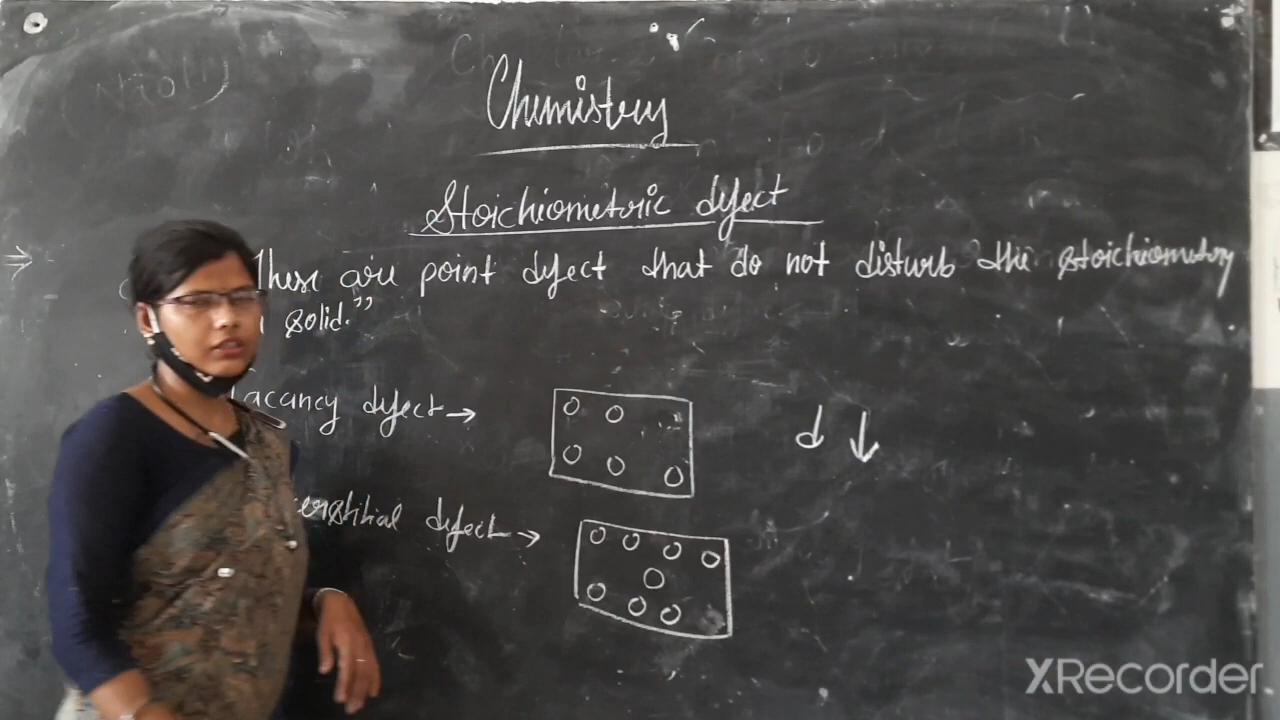 Chemistry
Stoichiometric defect
⇒ These are point defect that do not disturb the stoichiometry
solid."
acancy defect →
d ↓
erstitial defect →
XRecorder